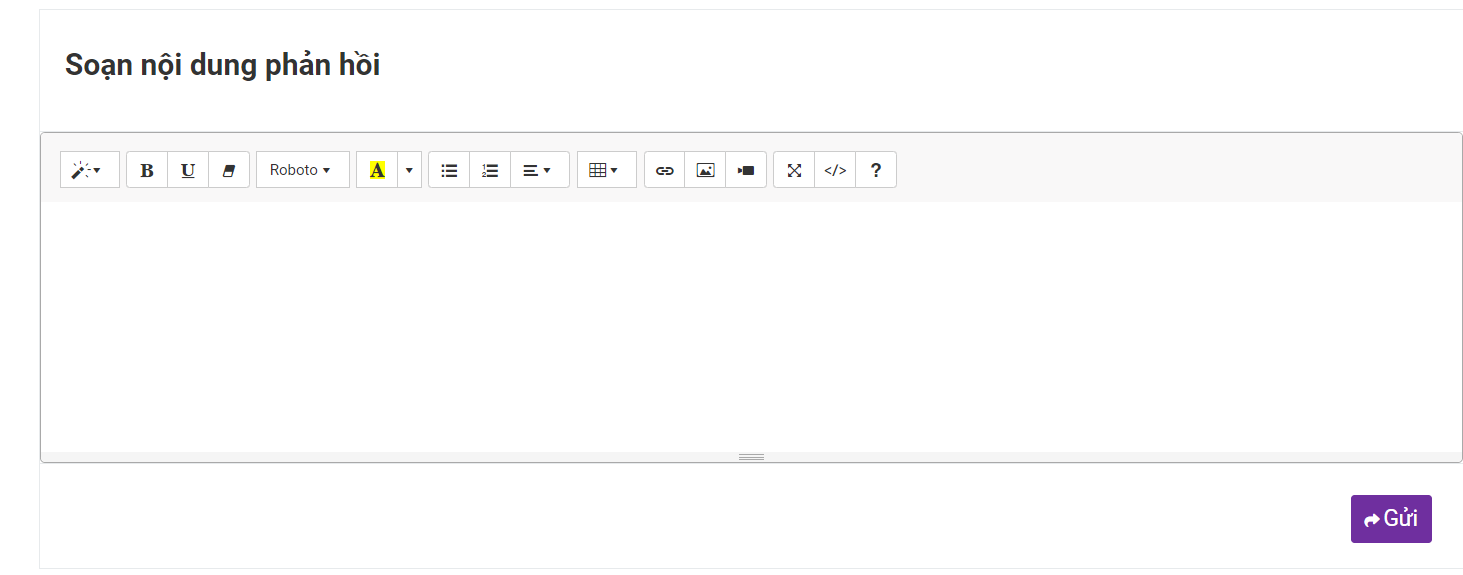 Soạn nội dung phản hồi
B U Roboto A </> ?
Gửi